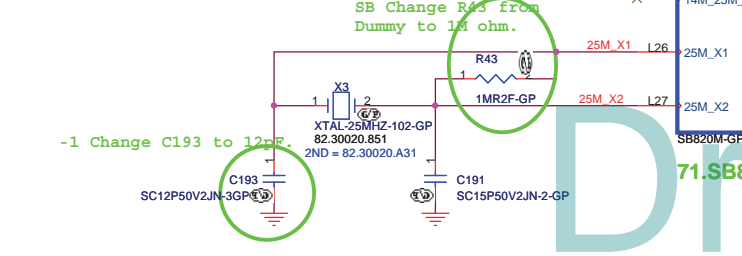 SB Change R43 from
Dummy to 1M ohm.
25M_X1
L26
25M_X1
R43
1
2
X3
1
2
1MR2F-GP
25M_X2
L27
25M_X2
XTAL-25MHZ-102-GP
82.30020.851
2ND = 82.30020.A31
SB820M-GP
-1 Change C193 to 12pF.
71.SB8
1
1
C193
SC12P50V2JN-3GP
C191
SC15P50V2JN-2-GP